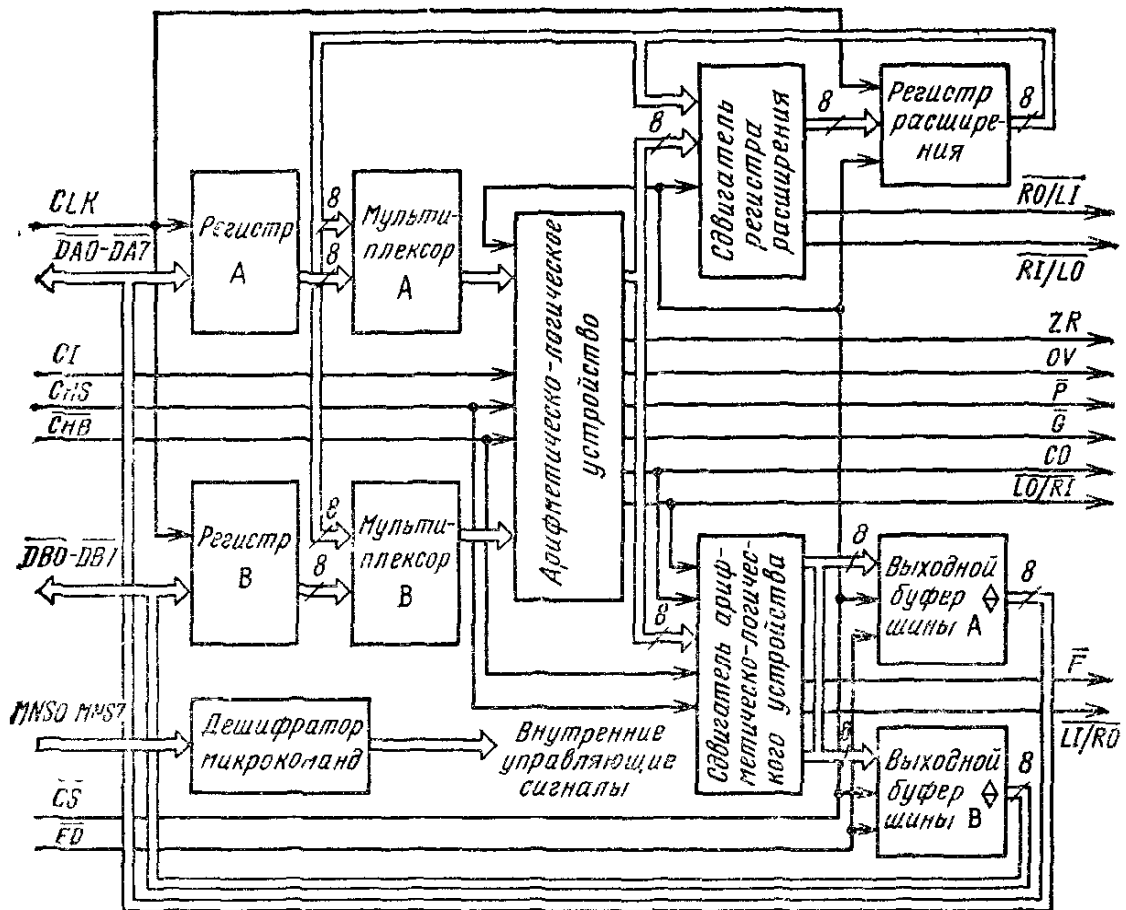 CLK
DA0-DA7
CI
CHS
CHB
DB0-DB7
MNS0 MNS7
CS
ED
Регистр
А
8
8
Мульти-
плексор
А
Регистр
В
8
8
Мульти-
плексор
В
Дешифратор
микрокоманд
Внутренние
управляющие
сигналы
Арифметическо-логическое
устройство
8
8
Сдвигатель
регистра
расширения
8
Регистр
расшире-
ния
8
Сдвигатель ариф-
метическо-логичес-
кого устройства
8
Выходной
буфер
шины А
8
Выходной
буфер
шины В
8
RO/LI
RI/LO
ZR
OV
P
G
CO
LO/RI
F
LI/RO